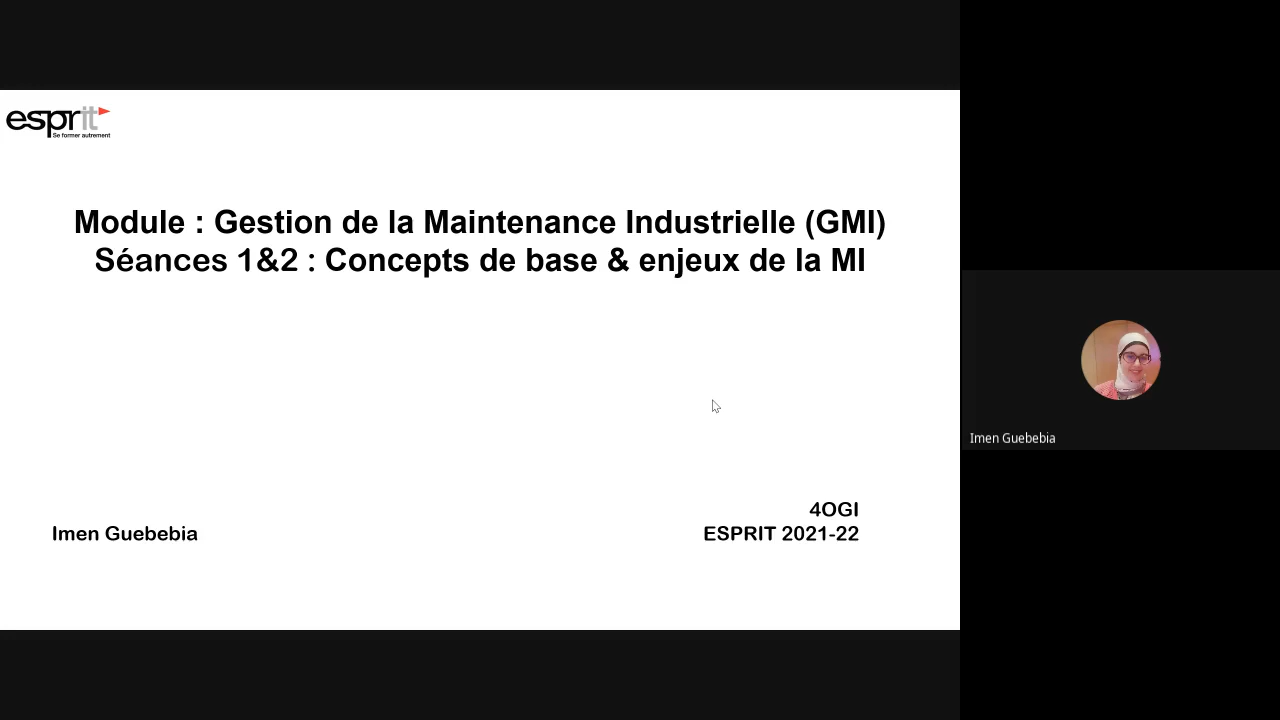 esprit
Se former autrement
Module : Gestion de la Maintenance Industrielle (GMI)
Séances 1&2 : Concepts de base & enjeux de la MI
4OGI
Imen Guebebia
ESPRIT 2021-22
Imen Guebebia